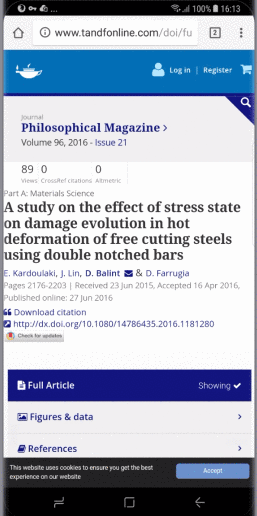 100% 16:13
www.tandfonline.com/doi/fu
2
Log in | Register
Journal
Philosophical Magazine >
Volume 96, 2016 - Issue 21
89 0 0
Views CrossRef citations Altmetric
Part A: Materials Science
A study on the effect of stress state
on damage evolution in hot
deformation of free cutting steels
using double notched bars
E. Kardoulaki, J. Lin, D. Balint & D. Farrugia
Pages 2176-2203 | Received 23 Jun 2015, Accepted 16 Apr 2016,
Published online: 27 Jun 2016
Download citation
http://dx.doi.org/10.1080/14786435.2016.1181280
Check for updates
Full Article Showing
Figures & data
References
This website uses cookies to ensure you get the best
experience on our website
Accept